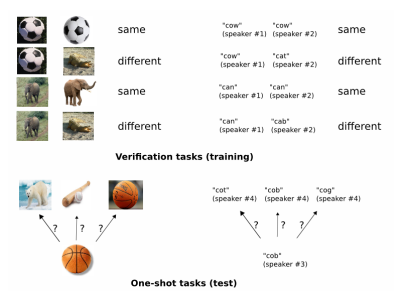 same "cow" "cow" same
(speaker #1) (speaker #2)
different "cow" "cat" different
(speaker #1) (speaker #2)
same "can" "can" same
(speaker #1) (speaker #2)
different "can" "cab" different
(speaker #1) (speaker #2)
Verification tasks (training)
"cot" "cob" "cog"
(speaker #4) (speaker #4) (speaker #4)
? ? ? ? ? ?
"cob"
(speaker #3)
One-shot tasks (test)